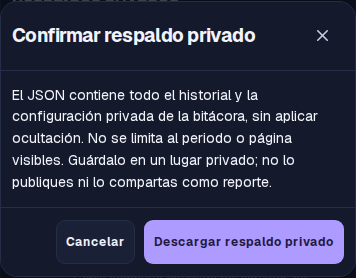 Confirmar respaldo privado
El JSON contiene todo el historial y la
configuración privada de la bitácora, sin aplicar
ocultación. No se limita al periodo o página
visibles. Guárdalo en un lugar privado; no lo
publiques ni lo compartas como reporte.
Cancelar
Descargar respaldo privado